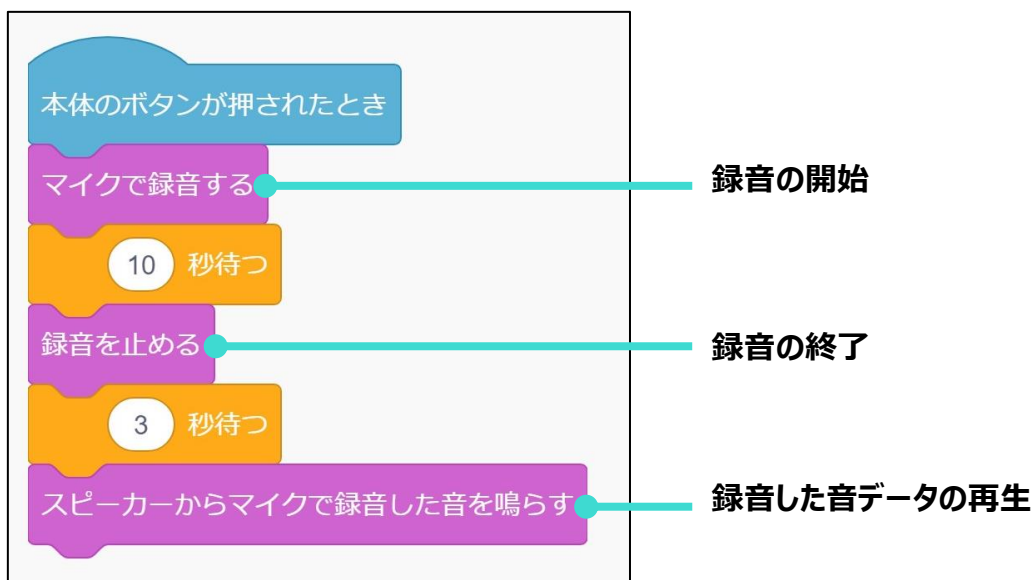 本体のボタンが押されたとき
マイクで録音する
録音の開始
10 秒待つ
録音を止める
録音の終了
3 秒待つ
スピーカーからマイクで録音した音を鳴らす
録音した音データの再生